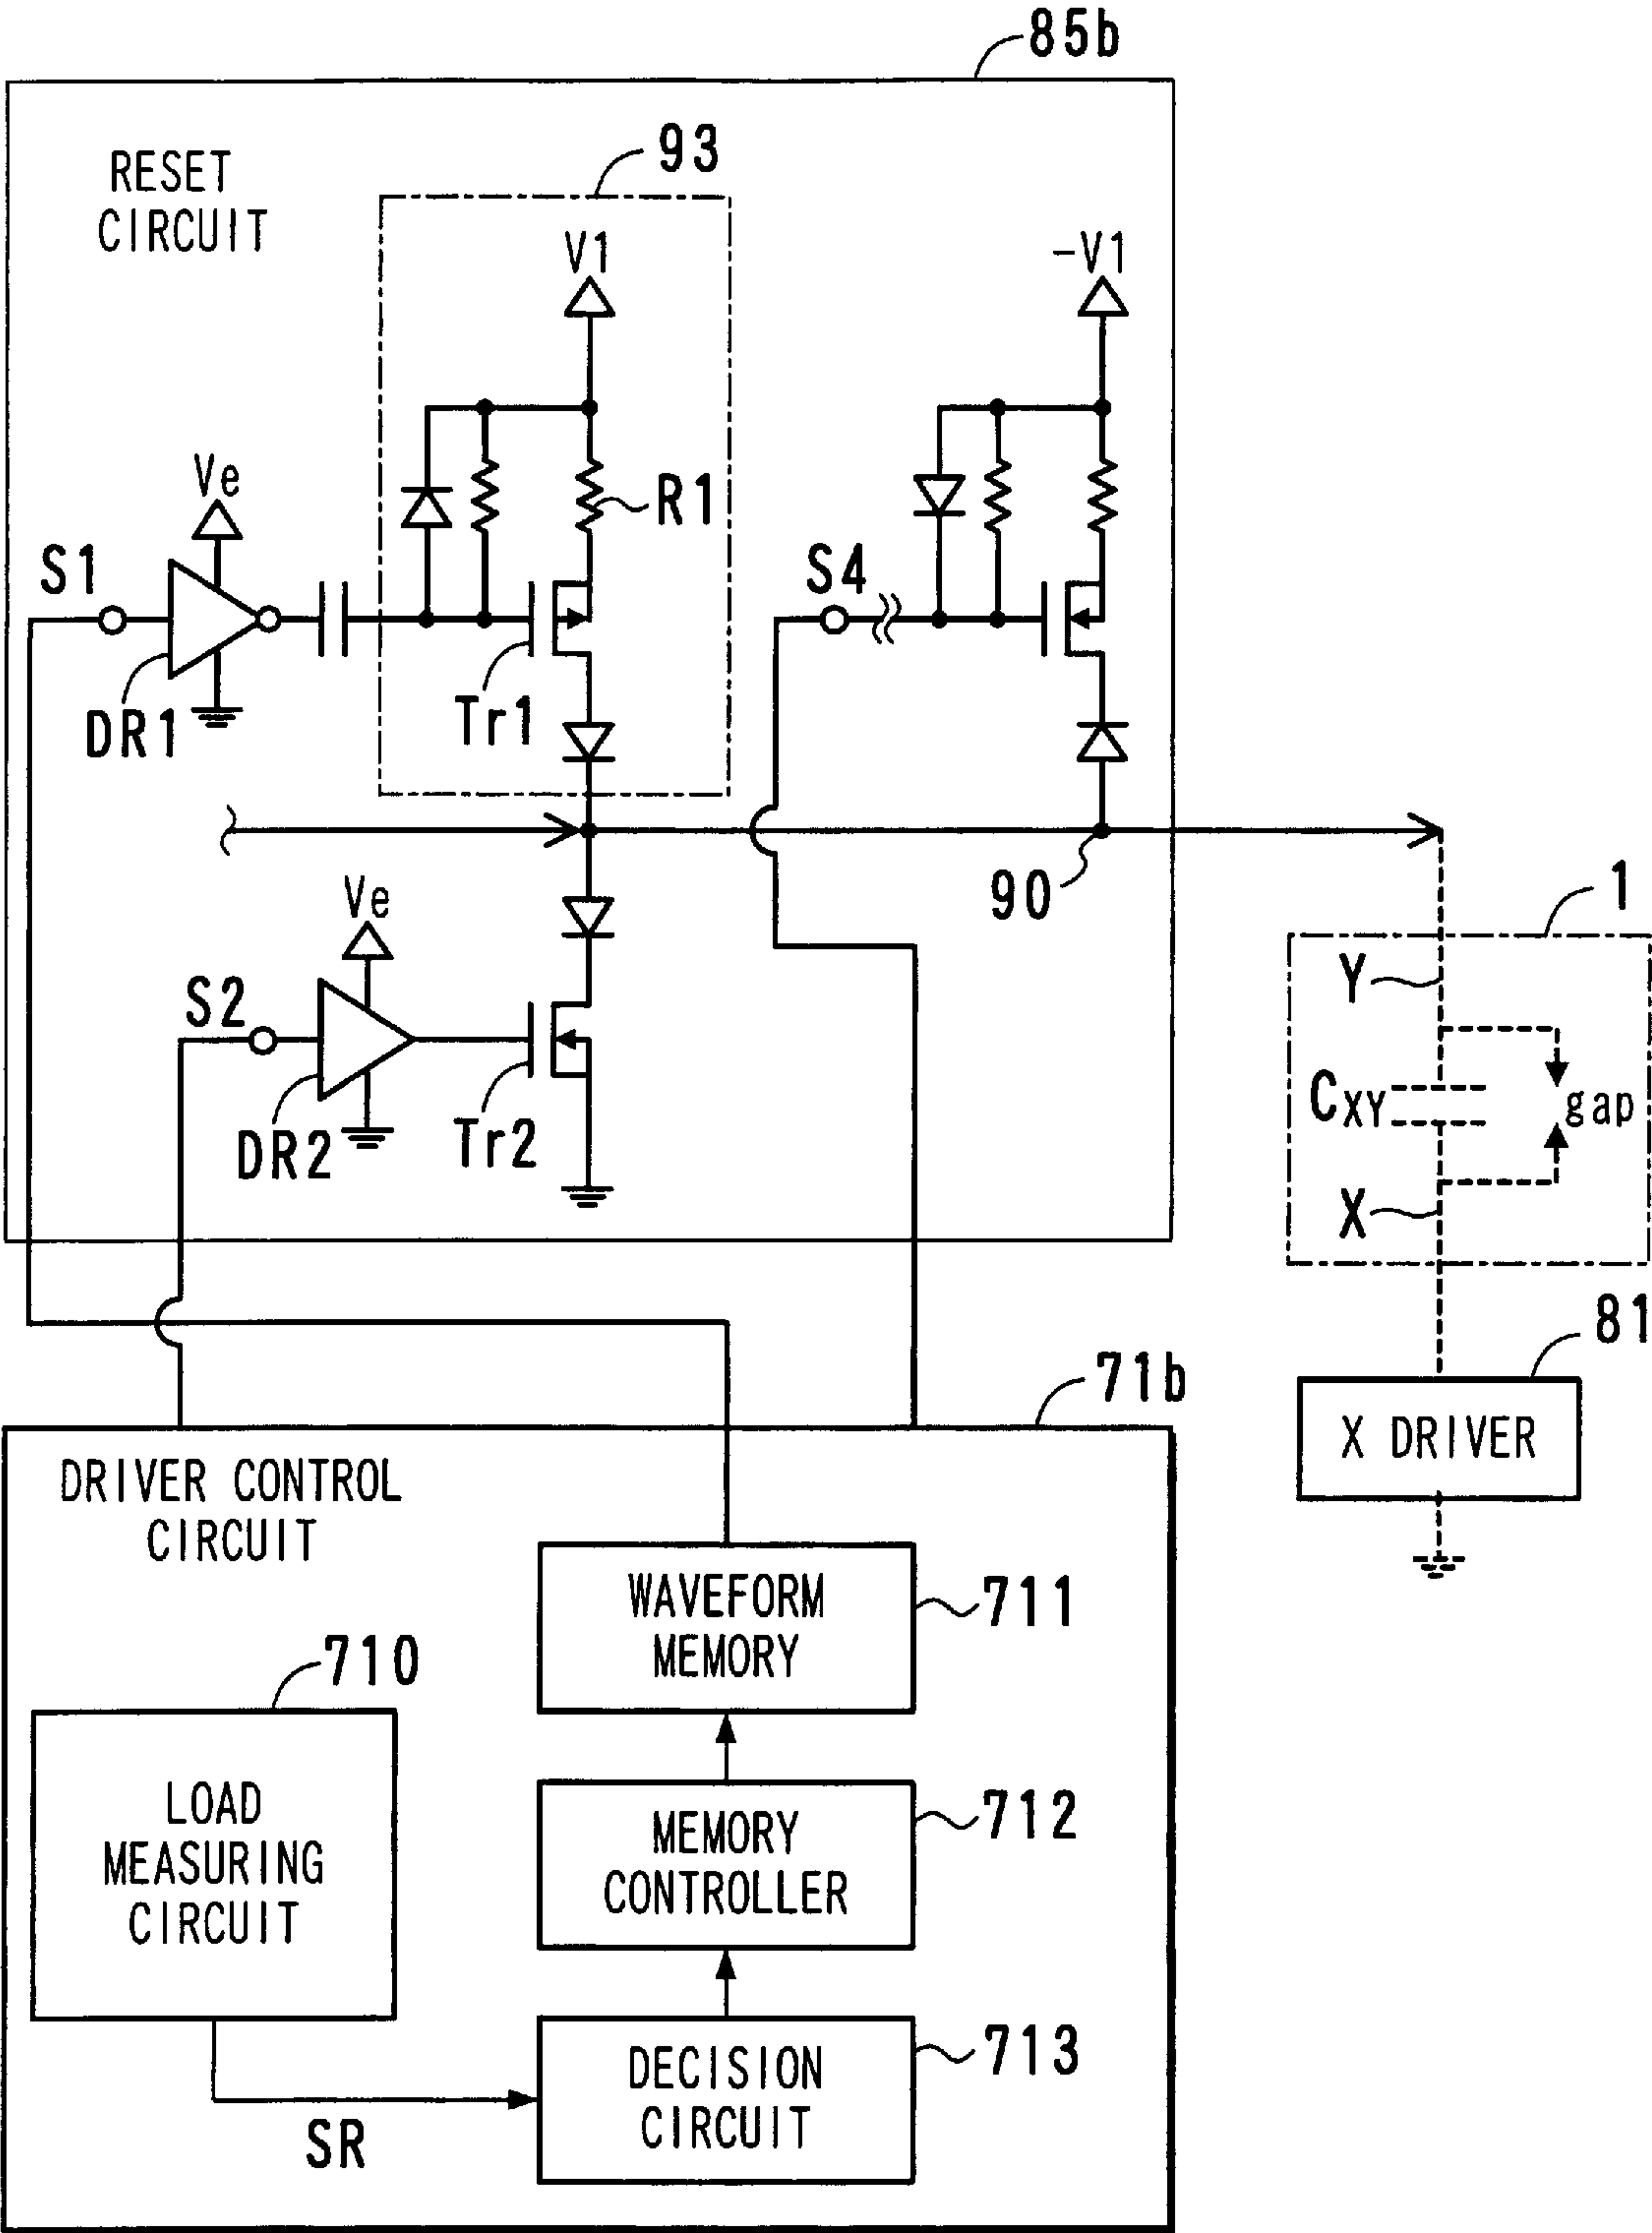 85b
RESET
CIRCUIT
93
V1
-V1
Ve
R1
S1
S4
DR1
Tr1
90
Ve
1
S2
Y
CXY
gap
DR2
Tr2
X
81
71b
X DRIVER
DRIVER CONTROL
CIRCUIT
WAVEFORM
MEMORY
711
710
LOAD
MEASURING
CIRCUIT
MEMORY
CONTROLLER
712
DECISION
CIRCUIT
713
SR